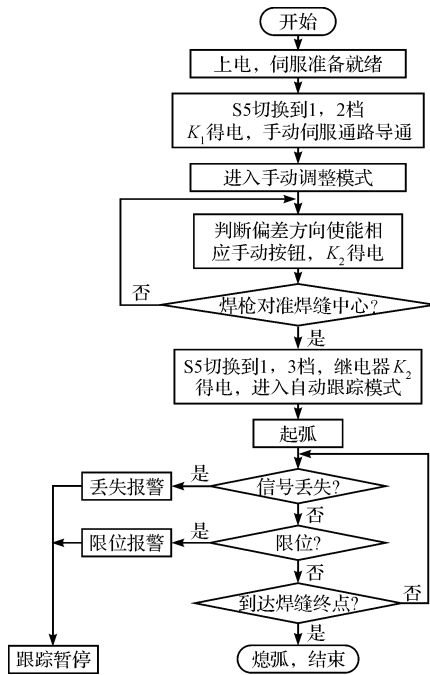 开始
上电，伺服准备就绪
S5切换到1，2档
K1得电，手动伺服通路导通
进入手动调整模式
判断偏差方向使能相
应手动按钮，K2得电
否
焊枪对准焊缝中心?
是
S5切换到1，3档，继电器K2
得电，进入自动跟踪模式
起弧
丢失报警
是
信号丢失?
否
限位报警
是
限位?
否
到达焊缝终点?
否
是
跟踪暂停
熄弧，结束